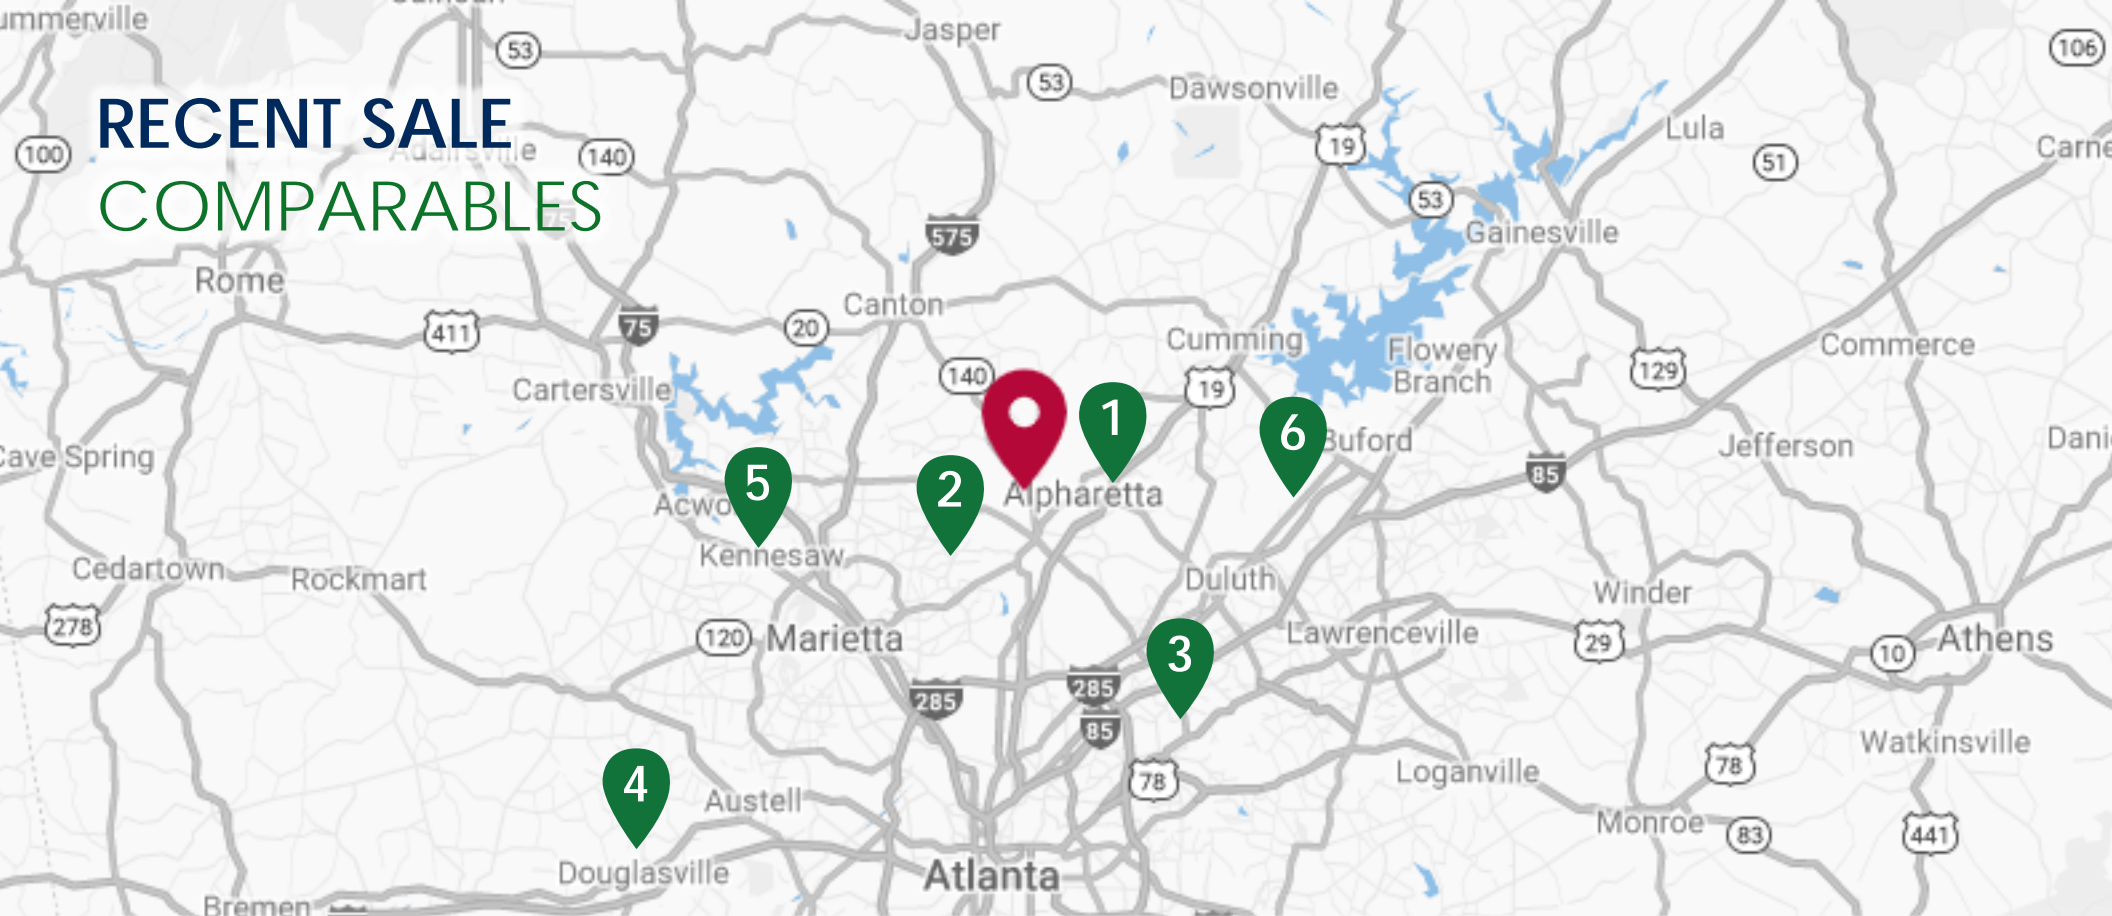 ummerville
53
Jasper
53
Dawsonville
106
RECENT SALE
COMPARABLES
100
Adairsville
140
19
Lula
51
Carne
53
75
575
Gainesville
Rome
Canton
411
75
20
Cumming
Flowery
Branch
Commerce
129
Cartersville
140
19
1
6
Buford
Jefferson
Dani
Cave Spring
5
2
85
Acwo
Alpharetta
Kennesaw
Cedartown
Rockmart
Duluth
Winder
278
120
Marietta
Lawrenceville
29
10
Athens
3
285
285
85
Watkinsville
4
Austell
78
Loganville
78
Monroe
83
441
Douglasville
Atlanta
Bremen